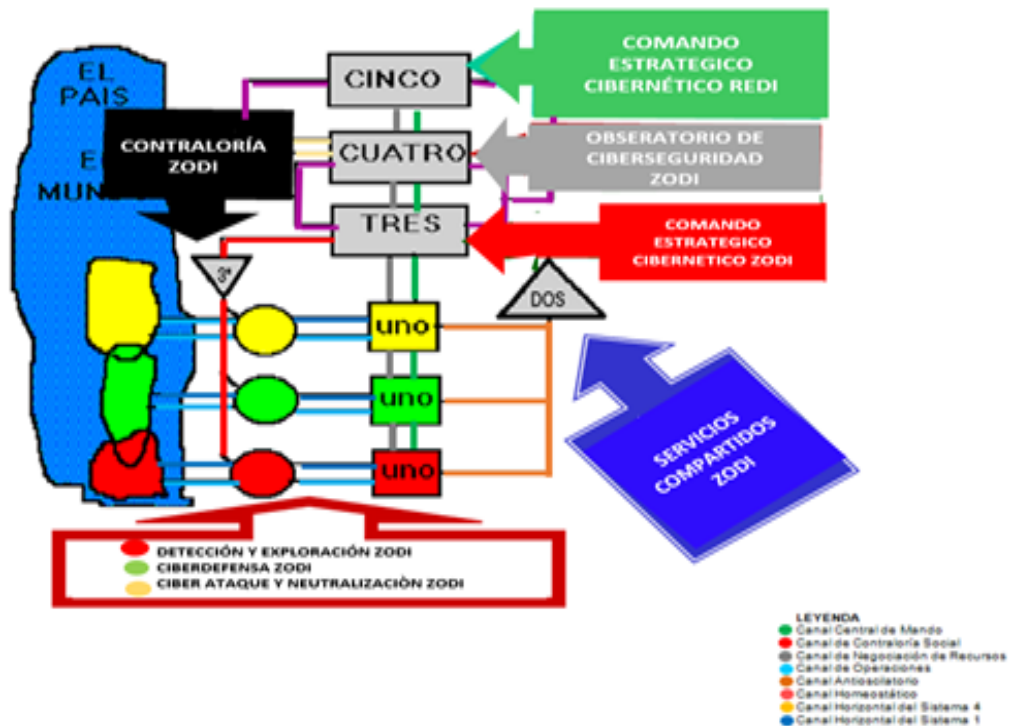 COMANDO
ESTRATEGICO
CIBERNÉTICO REDI
EL
PAIS
CINCO
CONTRALORÍA
ZODI
E
MUN
CUATRO
OBSERATORIO DE
CIBERSEGURIDAD
ZODI
TRES
COMANDO
ESTRATEGICO
CIBERNETICO ZODI
3*
DOS
uno
uno
uno
SERVICIOS
COMPARTIDOS
ZODI
DETECCIÓN Y EXPLORACIÓN ZODI
CIBERDEFENSA ZODI
CIBER ATAQUE Y NEUTRALIZACIÒN ZODI
LEYENDA
Canal Central de Mando
Canal de Contraloría Social
Canal de Negociación de Recursos
Canal de Operaciones
Canal Antioscilatorio
Canal Homeostático
Canal Horizontal del Sistema 4
Canal Horizontal del Sistema 1